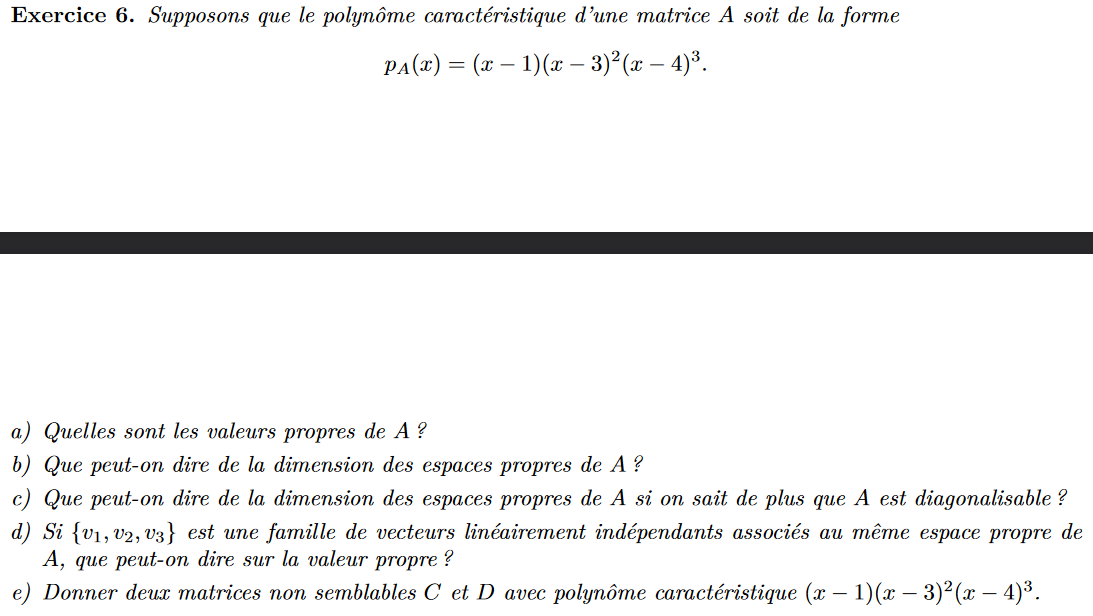 Exercice 6. Supposons que le polynôme caractéristique d'une matrice A soit de la forme
p_A(x) = (x − 1)(x − 3)²(x − 4)³.
a) Quelles sont les valeurs propres de A ?
b) Que peut-on dire de la dimension des espaces propres de A ?
c) Que peut-on dire de la dimension des espaces propres de A si on sait de plus que A est diagonalisable ?
d) Si {v₁, v₂, v₃} est une famille de vecteurs linéairement indépendants associés au même espace propre de
A, que peut-on dire sur la valeur propre ?
e) Donner deux matrices non semblables C et D avec polynôme caractéristique (x − 1)(x − 3)²(x − 4)³.